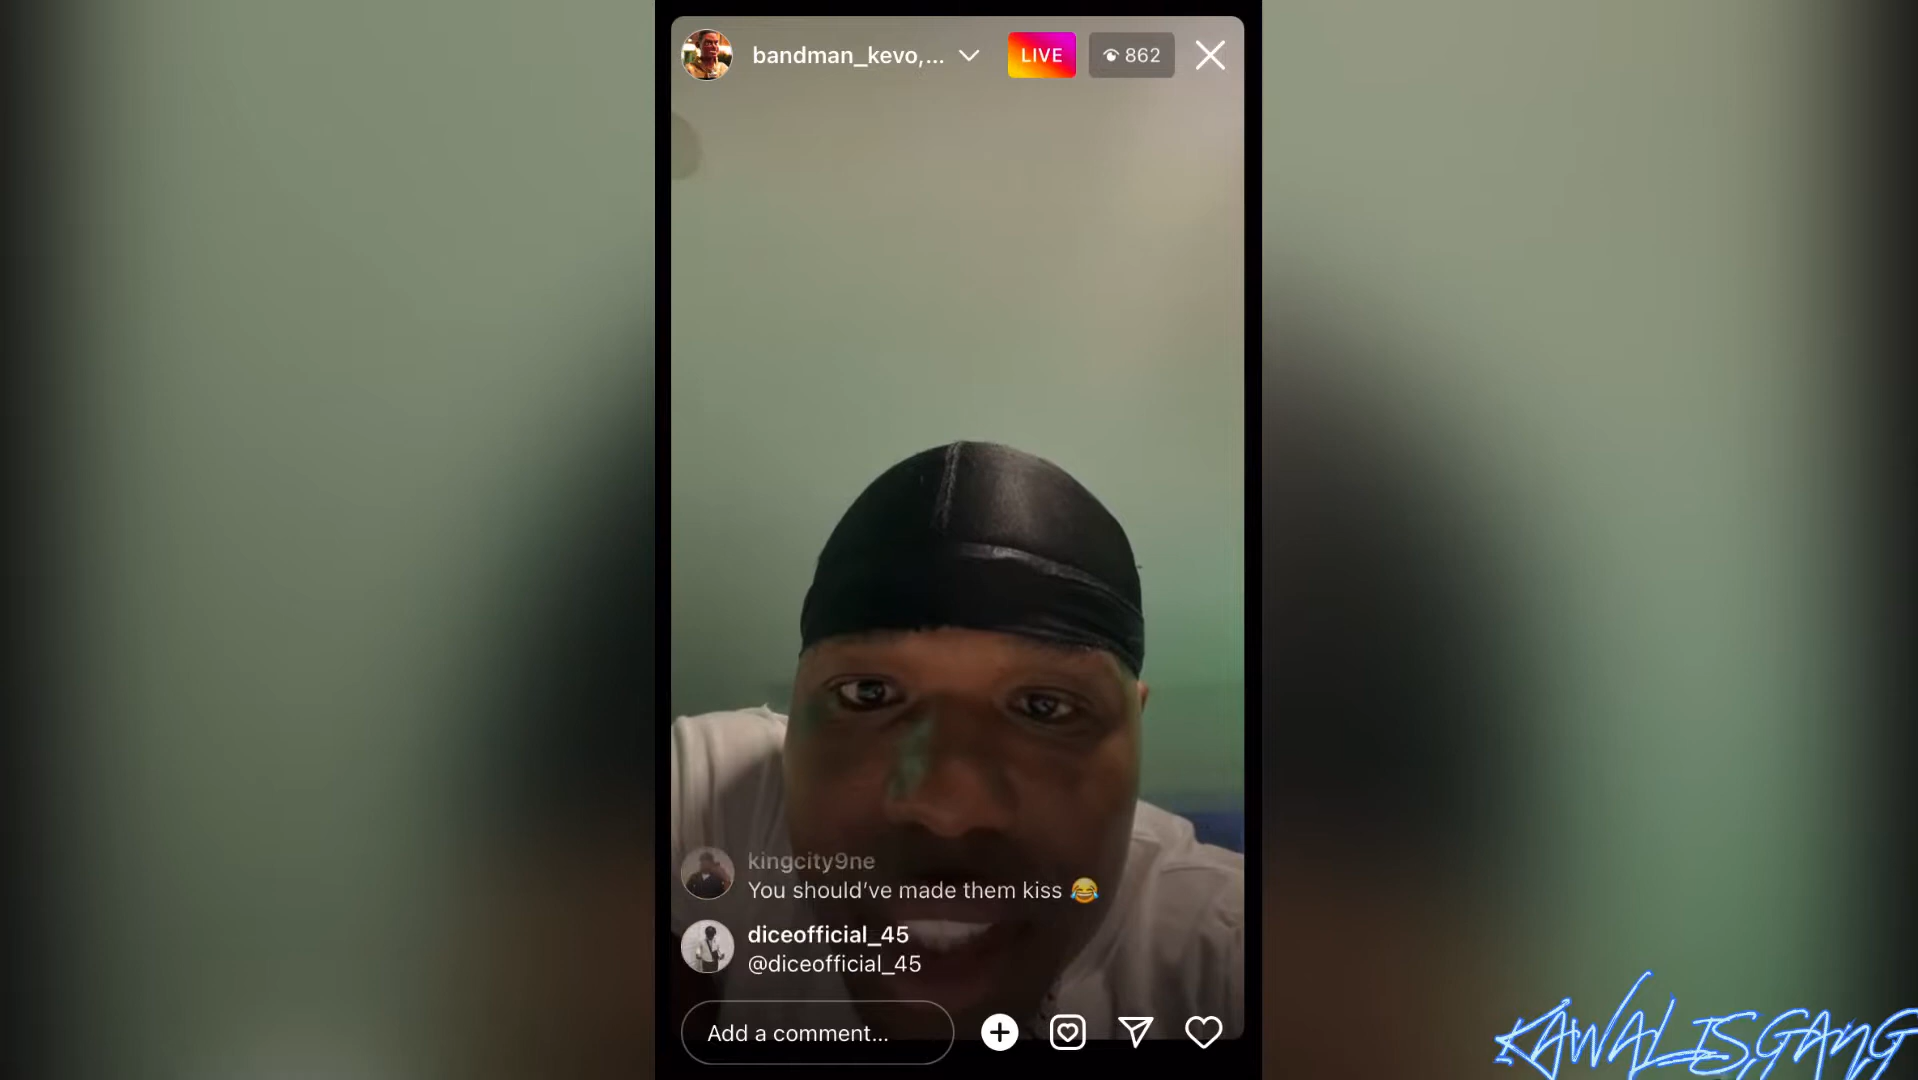 bandman_kevo,...
LIVE
862
kingcity9ne
You should've made them kiss 😂
diceofficial_45
@diceofficial_45
Add a comment...
KAWALISGANG